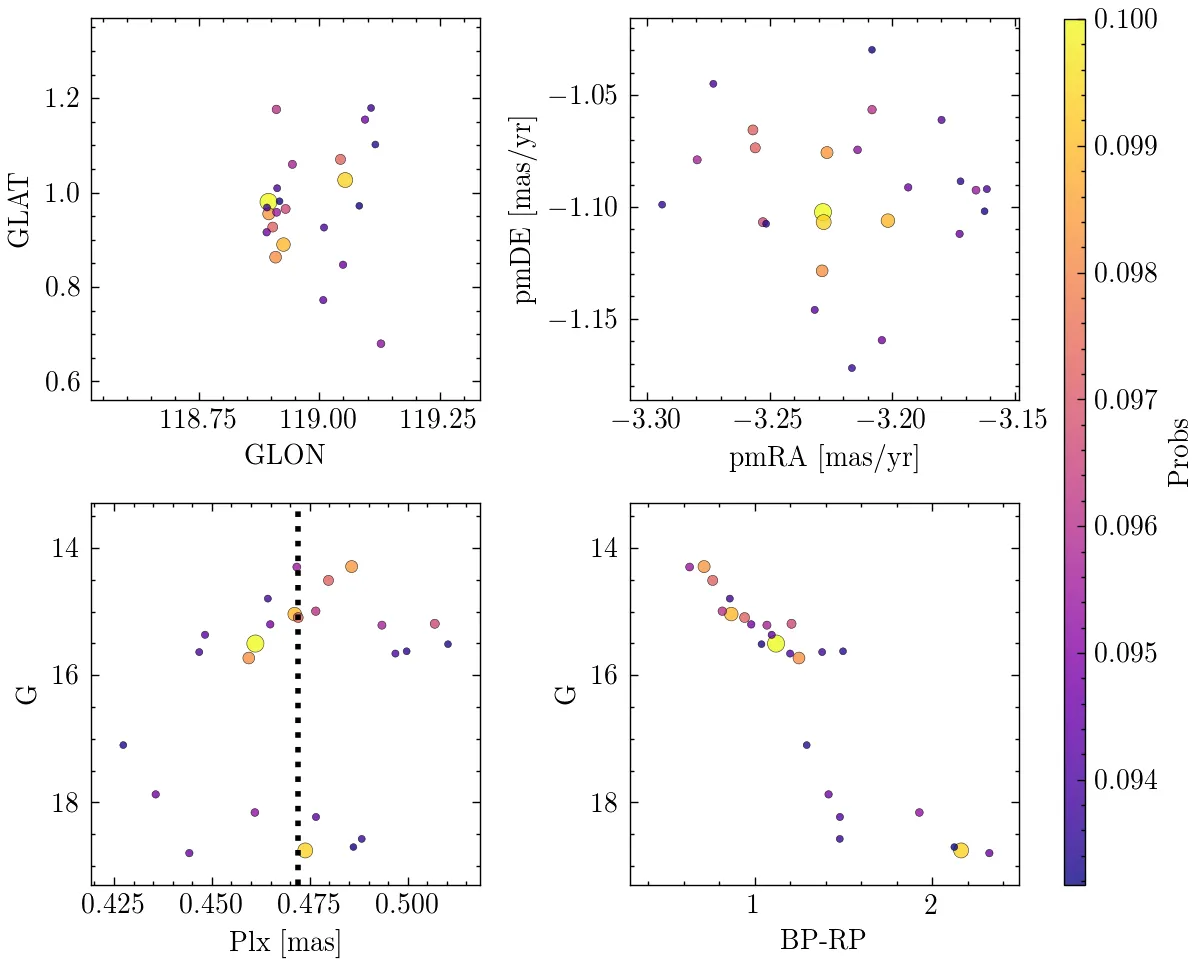 1.2
1.0
0.8
0.6
GLAT
118.75 119.00 119.25
GLON
−1.05
−1.10
−1.15
pmDE [mas/yr]
−3.30 −3.25 −3.20 −3.15
pmRA [mas/yr]
14
16
18
G
0.425 0.450 0.475 0.500
Plx [mas]
14
16
18
G
1 2
BP-RP
0.100
0.099
0.098
0.097
0.096
0.095
0.094
Probs